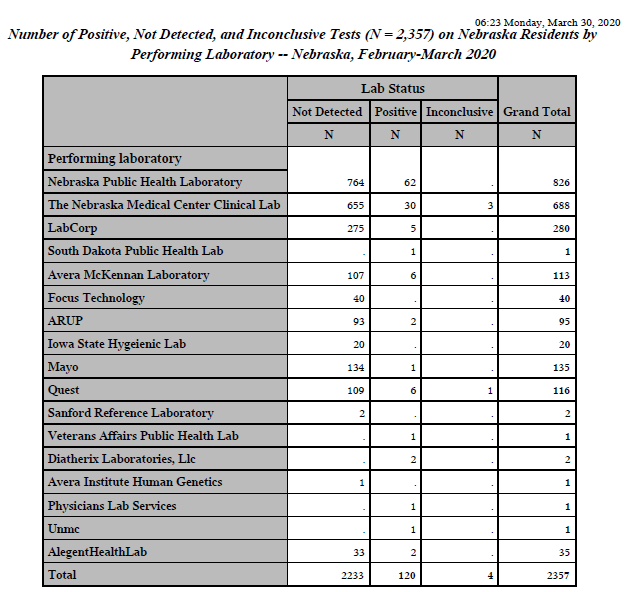 06:23 Monday, March 30, 2020
Number of Positive, Not Detected, and Inconclusive Tests (N = 2,357) on Nebraska Residents by
Performing Laboratory -- Nebraska, February-March 2020
Lab Status
Not Detected Positive Inconclusive Grand Total
N N N N
Performing laboratory
Nebraska Public Health Laboratory 764 62 . 826
The Nebraska Medical Center Clinical Lab 655 30 3 688
LabCorp 275 5 . 280
South Dakota Public Health Lab . 1 . 1
Avera McKennan Laboratory 107 6 . 113
Focus Technology 40 . . 40
ARUP 93 2 . 95
Iowa State Hygeienic Lab 20 . . 20
Mayo 134 1 . 135
Quest 109 6 1 116
Sanford Reference Laboratory 2 . . 2
Veterans Affairs Public Health Lab . 1 . 1
Diatherix Laboratories, Llc . 2 . 2
Avera Institute Human Genetics 1 . . 1
Physicians Lab Services . 1 . 1
Unmc . 1 . 1
AlegentHealthLab 33 2 . 35
Total 2233 120 4 2357